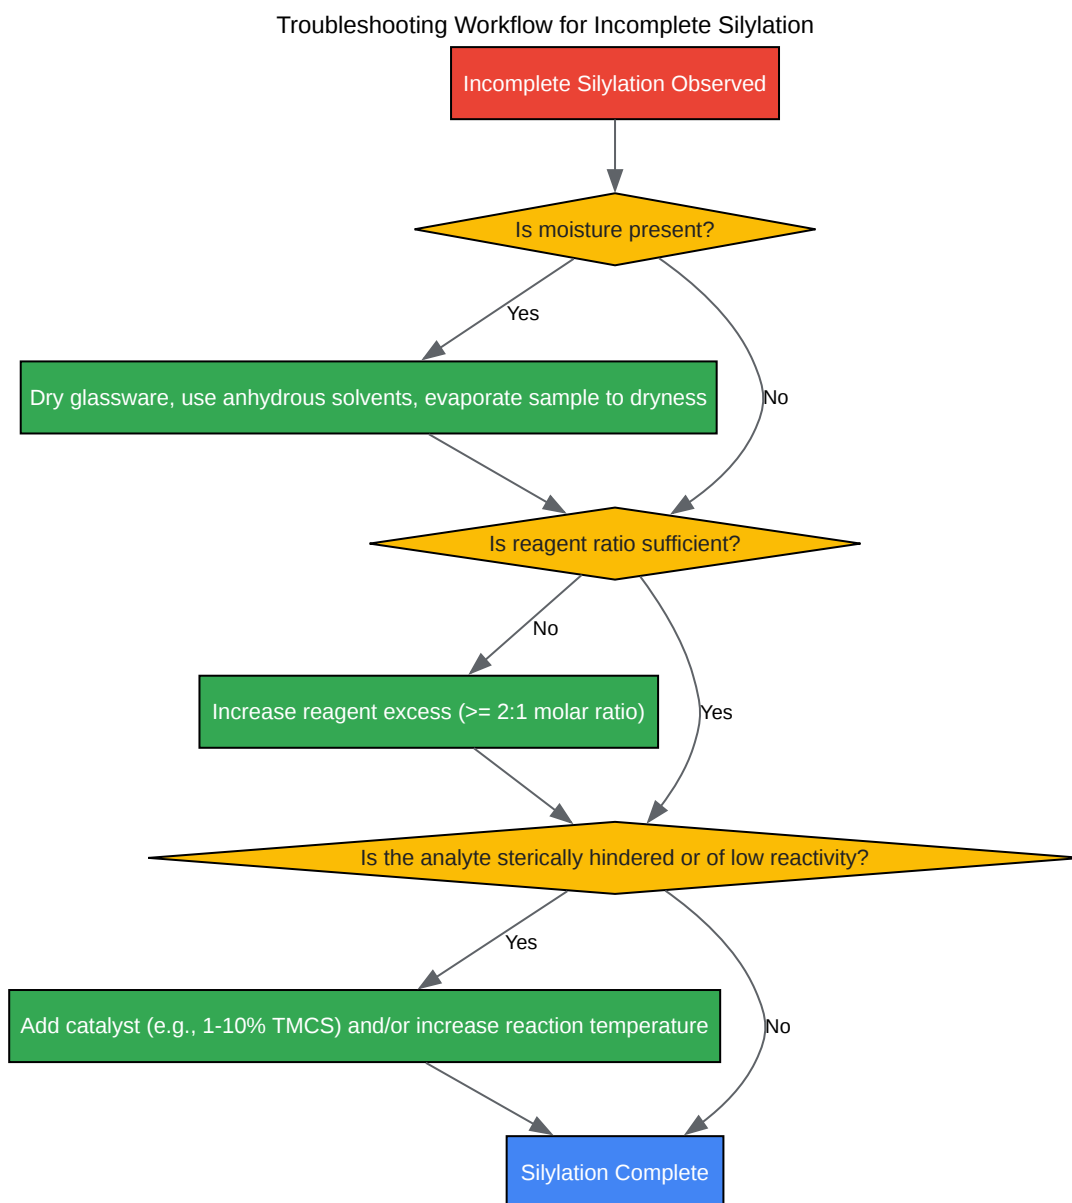 Troubleshooting Workflow for Incomplete Silylation
Incomplete Silylation Observed
Is moisture present?
Yes
Dry glassware, use anhydrous solvents, evaporate sample to dryness
No
Is reagent ratio sufficient?
No
Increase reagent excess (>= 2:1 molar ratio)
Yes
Is the analyte sterically hindered or of low reactivity?
Yes
Add catalyst (e.g., 1-10% TMCS) and/or increase reaction temperature
No
Silylation Complete